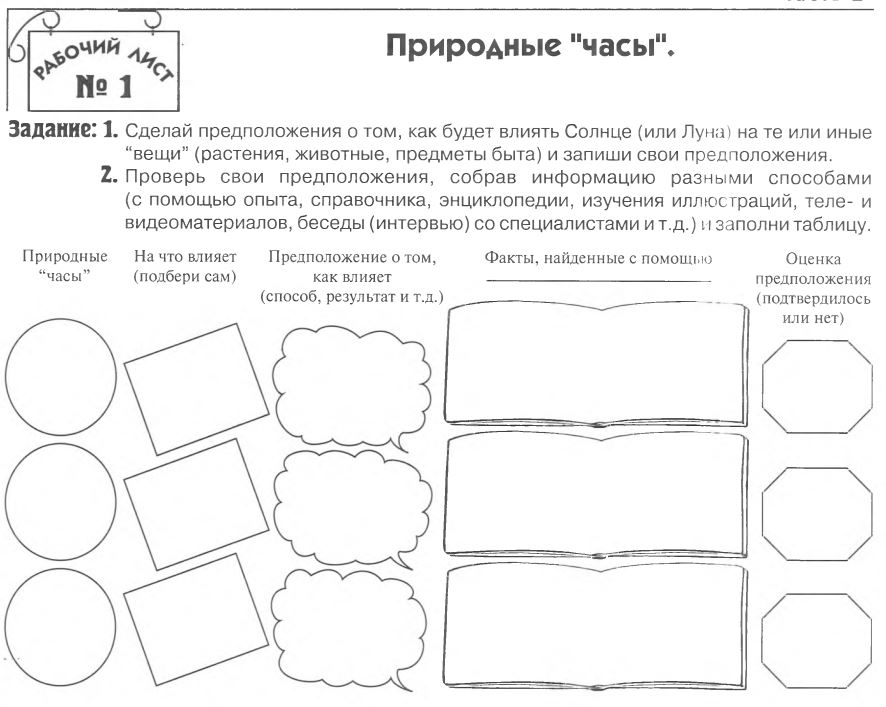 РАБОЧИЙ ЛИСТ
№ 1
Природные "часы".
Задание: 1. Сделай предположения о том, как будет влиять Солнце (или Луна) на те или иные
“вещи” (растения, животные, предметы быта) и запиши свои предположения.
2. Проверь свои предположения, собрав информацию разными способами
(с помощью опыта, справочника, энциклопедии, изучения иллюстраций, теле- и
видеоматериалов, беседы (интервью) со специалистами и т.д.) и заполни таблицу.
Природные
“часы”
На что влияет
(подбери сам)
Предположение о том,
как влияет
(способ, результат и т.д.)
Факты, найденные с помощью
Оценка
предположения
(подтвердилось
или нет)